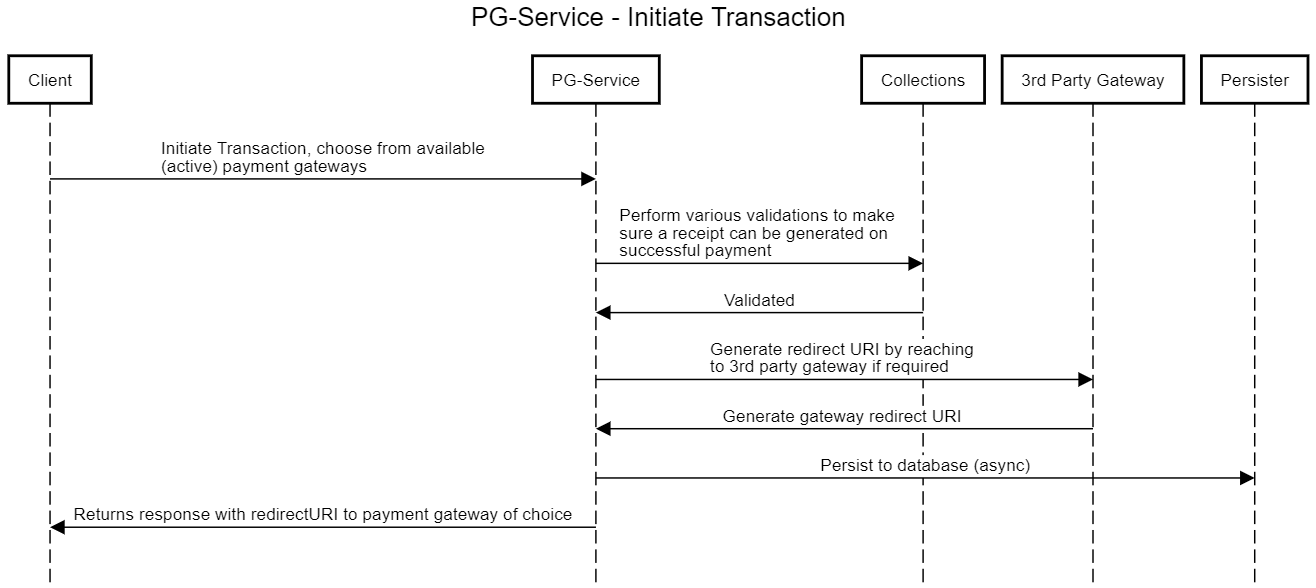 PG-Service - Initiate Transaction
Client
PG-Service
Collections
3rd Party Gateway
Persister
Initiate Transaction, choose from available
(active) payment gateways
Perform various validations to make
sure a receipt can be generated on
successful payment
Validated
Generate redirect URI by reaching
to 3rd party gateway if required
Generate gateway redirect URI
Persist to database (async)
Returns response with redirectURI to payment gateway of choice